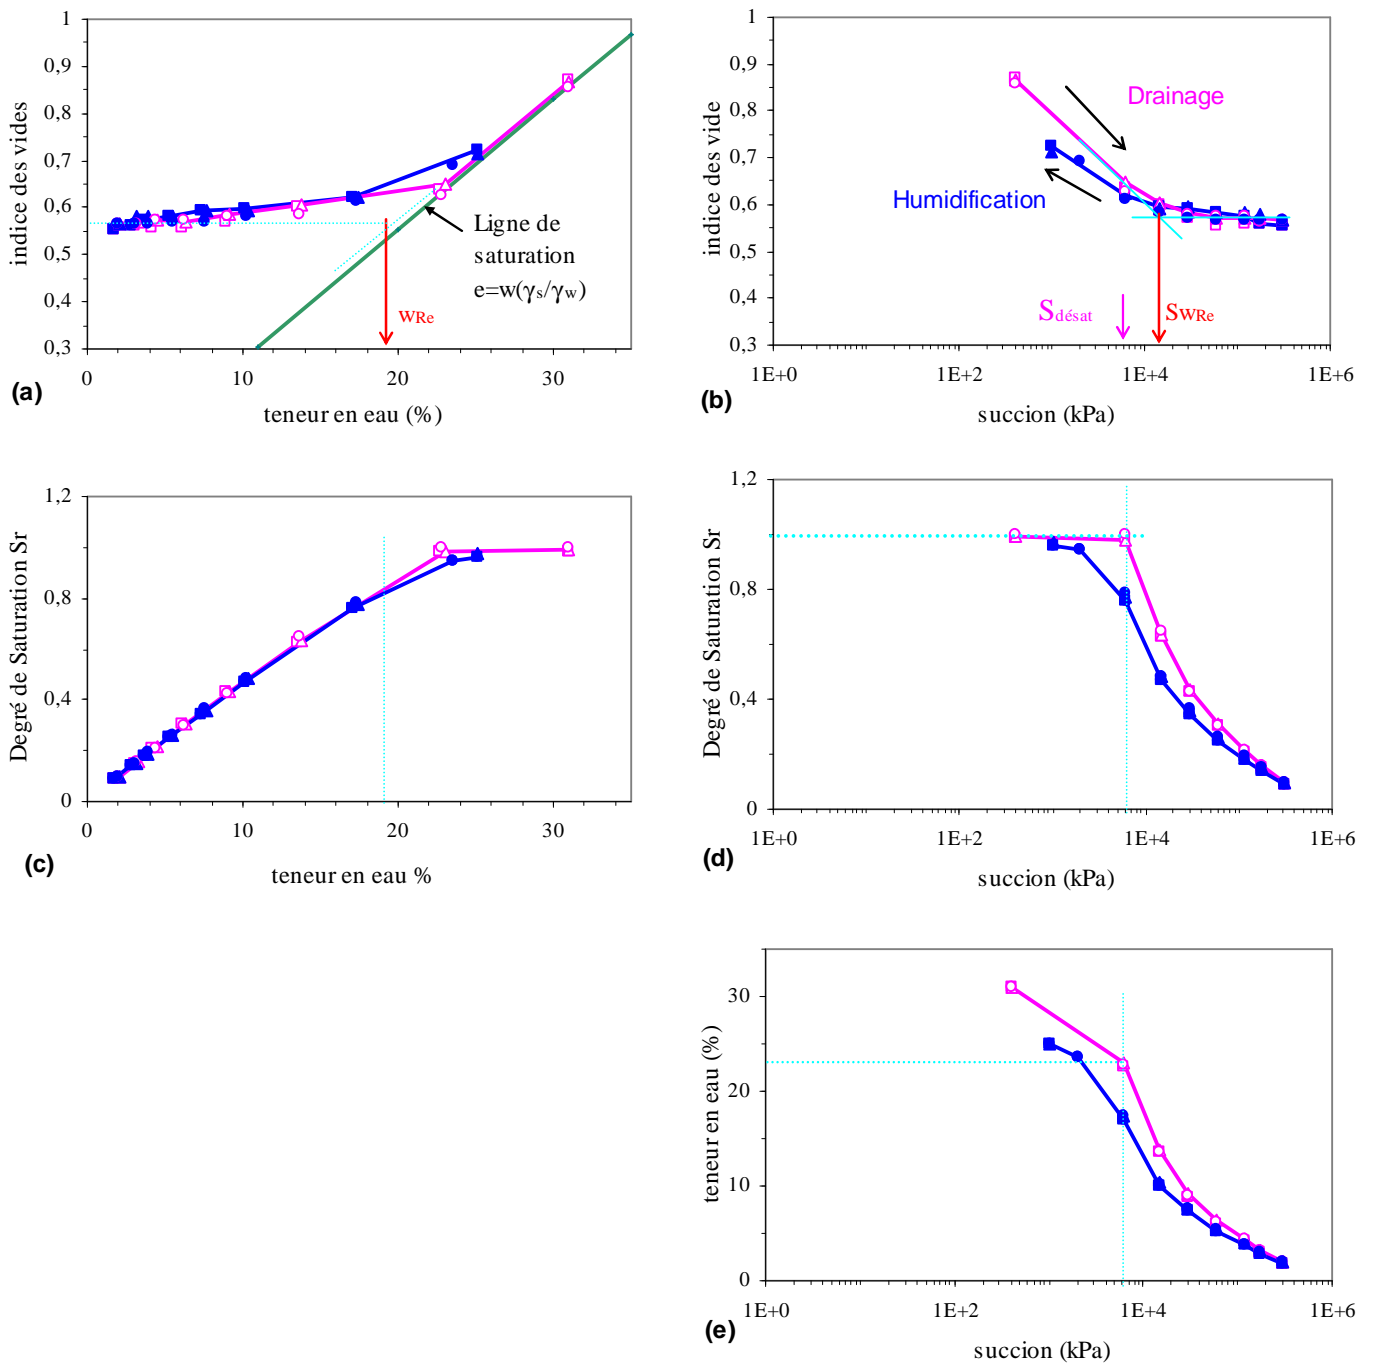 1
0,9
0,8
0,7
0,6
0,5
0,4
0,3
indice des vides
0
10
20
30
teneur en eau (%)
(a)
Ligne de
saturation
e=w(γs/γw)
wRe
1
0,9
0,8
0,7
0,6
0,5
0,4
0,3
indice des vide
Drainage
Humidification
Sdésat
SwRe
1E+0
1E+2
1E+4
1E+6
succion (kPa)
(b)
1,2
0,8
0,4
0
Degré de Saturation Sr
0
10
20
30
teneur en eau %
(c)
1,2
0,8
0,4
0
Degré de Saturation Sr
1E+0
1E+2
1E+4
1E+6
succion (kPa)
(d)
30
20
10
0
teneur en eau (%)
1E+0
1E+2
1E+4
1E+6
succion (kPa)
(e)